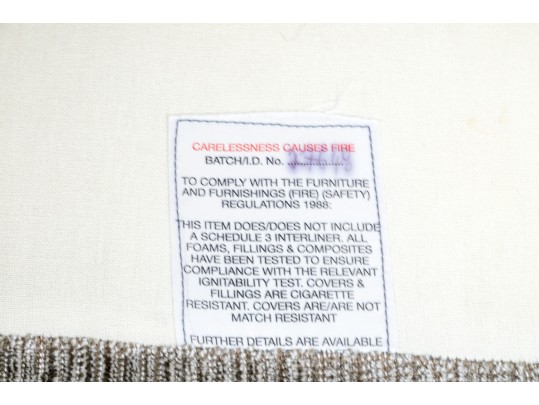 CARELESSNESS CAUSES FIRE
BATCH/I.D. No.
TO COMPLY WITH THE FURNITURE
AND FURNISHINGS (FIRE) (SAFETY)
REGULATIONS 1988:
THIS ITEM DOES/DOES NOT INCLUDE
A SCHEDULE 3 INTERLINER. ALL
FOAMS, FILLINGS & COMPOSITES
HAVE BEEN TESTED TO ENSURE
COMPLIANCE WITH THE RELEVANT
IGNITABILITY TEST. COVERS &
FILLINGS ARE CIGARETTE
RESISTANT. COVERS ARE/ARE NOT
MATCH RESISTANT
FURTHER DETAILS ARE AVAILABLE